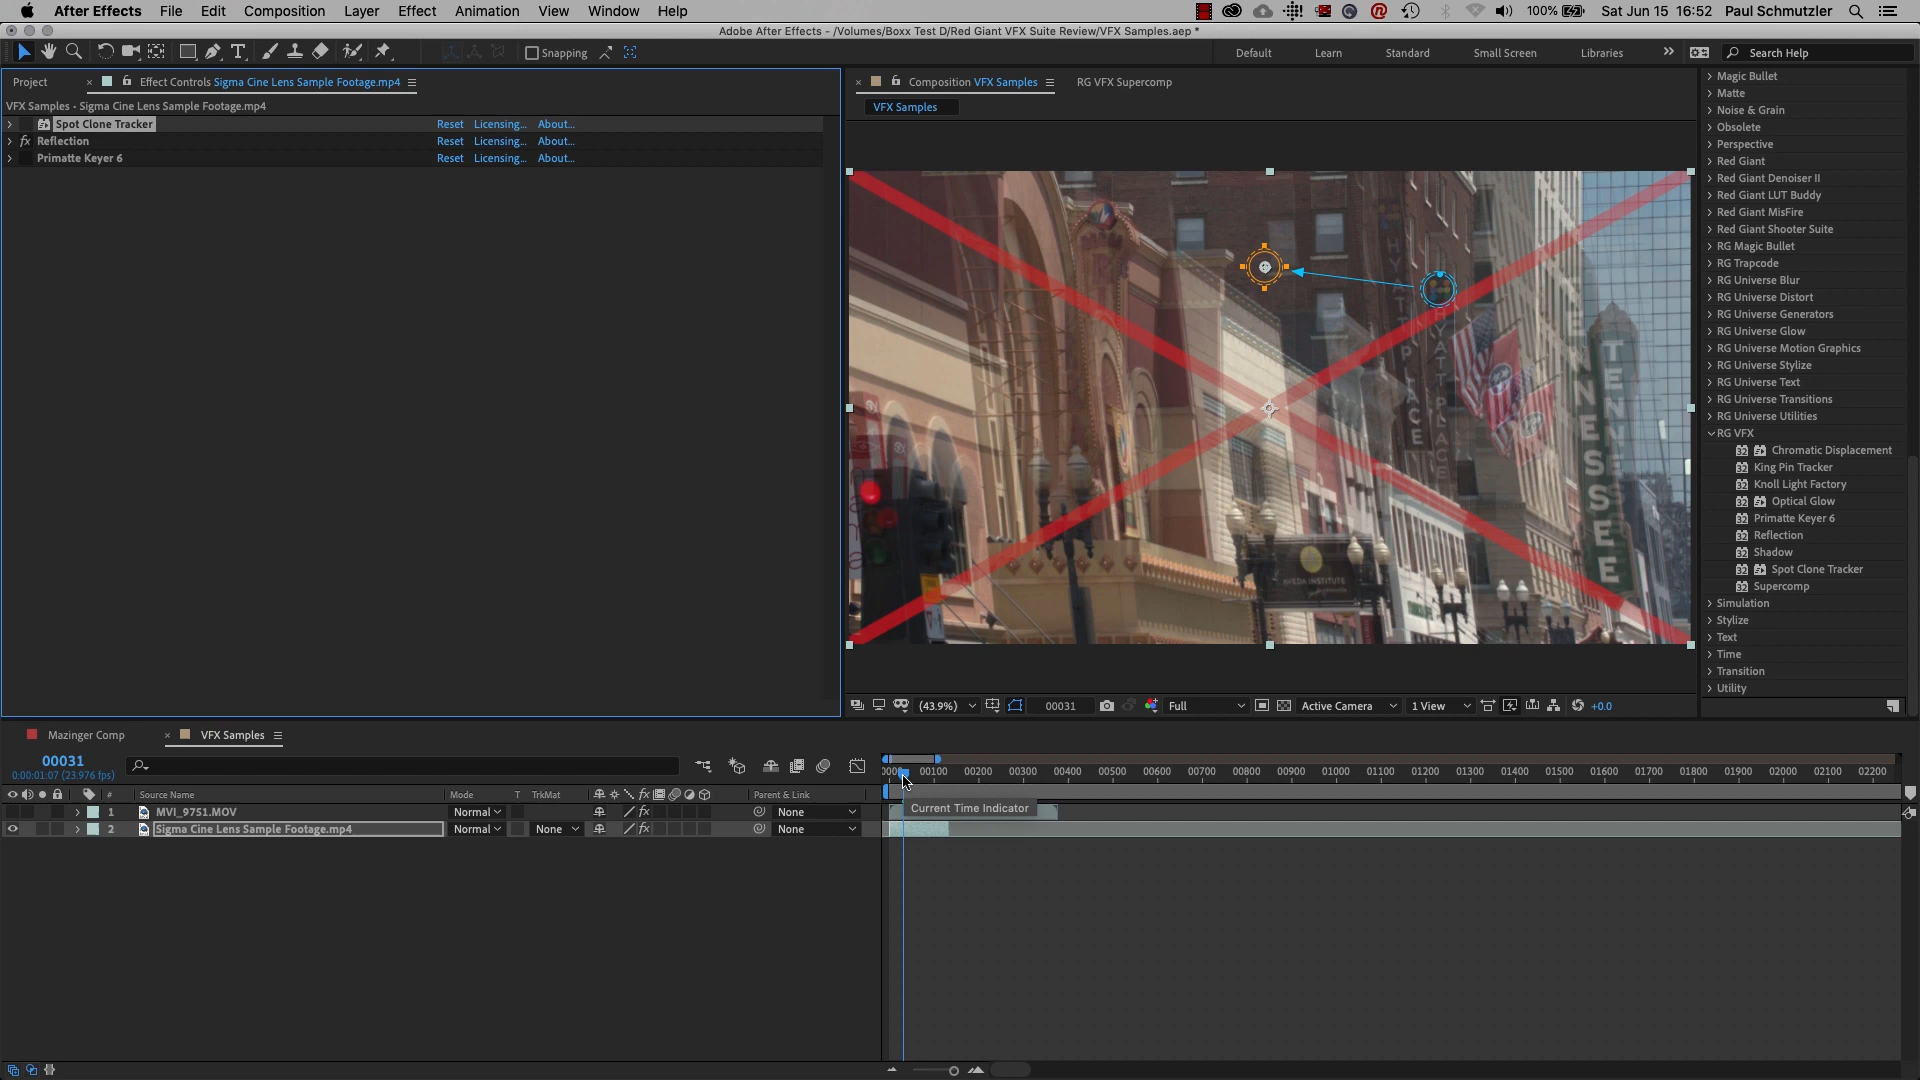 After Effects File Edit Composition Layer Effect Animation View Window Help 100% Sat Jun 15 16:52 Paul Schmutzler
Adobe After Effects - /Volumes/Boxx Test D/Red Giant VFX Suite Review/VFX Samples.aep *
Snapping Default Learn Standard Small Screen Libraries Search Help
Project Effect Controls Sigma Cine Lens Sample Footage.mp4
VFX Samples • Sigma Cine Lens Sample Footage.mp4
Spot Clone Tracker Reset Licensing... About...
fx Reflection Reset Licensing... About...
Primatte Keyer 6 Reset Licensing... About...
Composition VFX Samples RG VFX Supercomp
VFX Samples
HYATT PLACE
HYATT PLACE
TENNESSEE
AVEDA INSTITUTE
(43.9%) 00031 Full Active Camera 1 View +0.0
Magic Bullet
Matte
Noise & Grain
Obsolete
Perspective
Red Giant
Red Giant Denoiser II
Red Giant LUT Buddy
Red Giant MisFire
Red Giant Shooter Suite
RG Magic Bullet
RG Trapcode
RG Universe Blur
RG Universe Distort
RG Universe Generators
RG Universe Glow
RG Universe Motion Graphics
RG Universe Stylize
RG Universe Text
RG Universe Transitions
RG Universe Utilities
RG VFX
Chromatic Displacement
King Pin Tracker
Knoll Light Factory
Optical Glow
Primatte Keyer 6
Reflection
Shadow
Spot Clone Tracker
Supercomp
Simulation
Stylize
Text
Time
Transition
Utility
Mazinger Comp VFX Samples
00031
0:00:01:07 (23.976 fps)
00100 00200 00300 00400 00500 00600 00700 00800 00900 01000 01100 01200 01300 01400 01500 01600 01700 01800 01900 02000 02100 02200
# Source Name Mode T TrkMat fx Parent & Link
1 MVI_9751.MOV Normal fx None
2 Sigma Cine Lens Sample Footage.mp4 Normal None fx None
Current Time Indicator